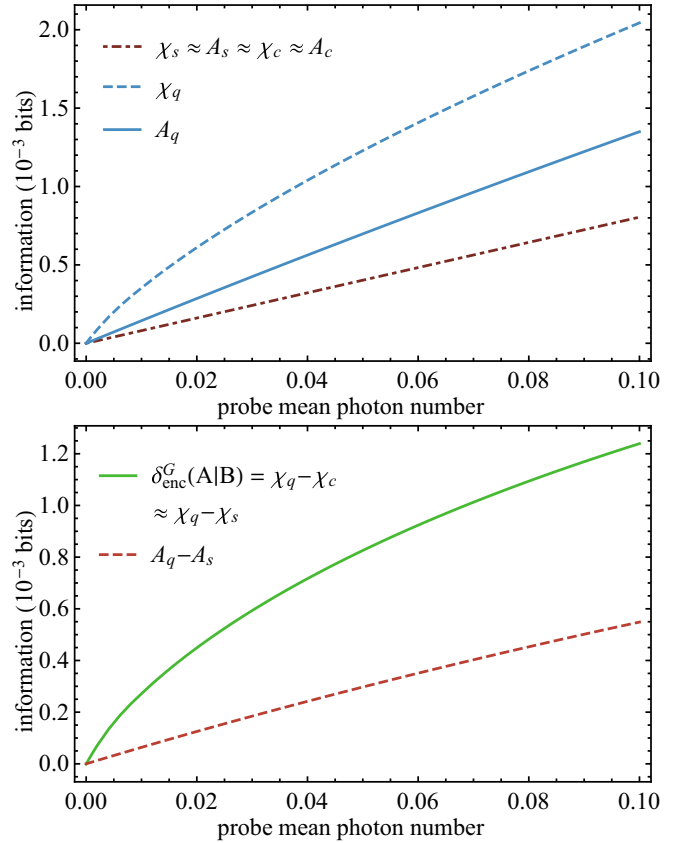 χs ≈ As ≈ χc ≈ Ac
χq
Aq
information (10⁻³ bits)
2.0
1.5
1.0
0.5
0.0
0.00 0.02 0.04 0.06 0.08 0.10
probe mean photon number
δᴳenc(A|B) = χq−χc
≈ χq−χs
Aq−As
information (10⁻³ bits)
1.2
1.0
0.8
0.6
0.4
0.2
0.0
0.00 0.02 0.04 0.06 0.08 0.10
probe mean photon number